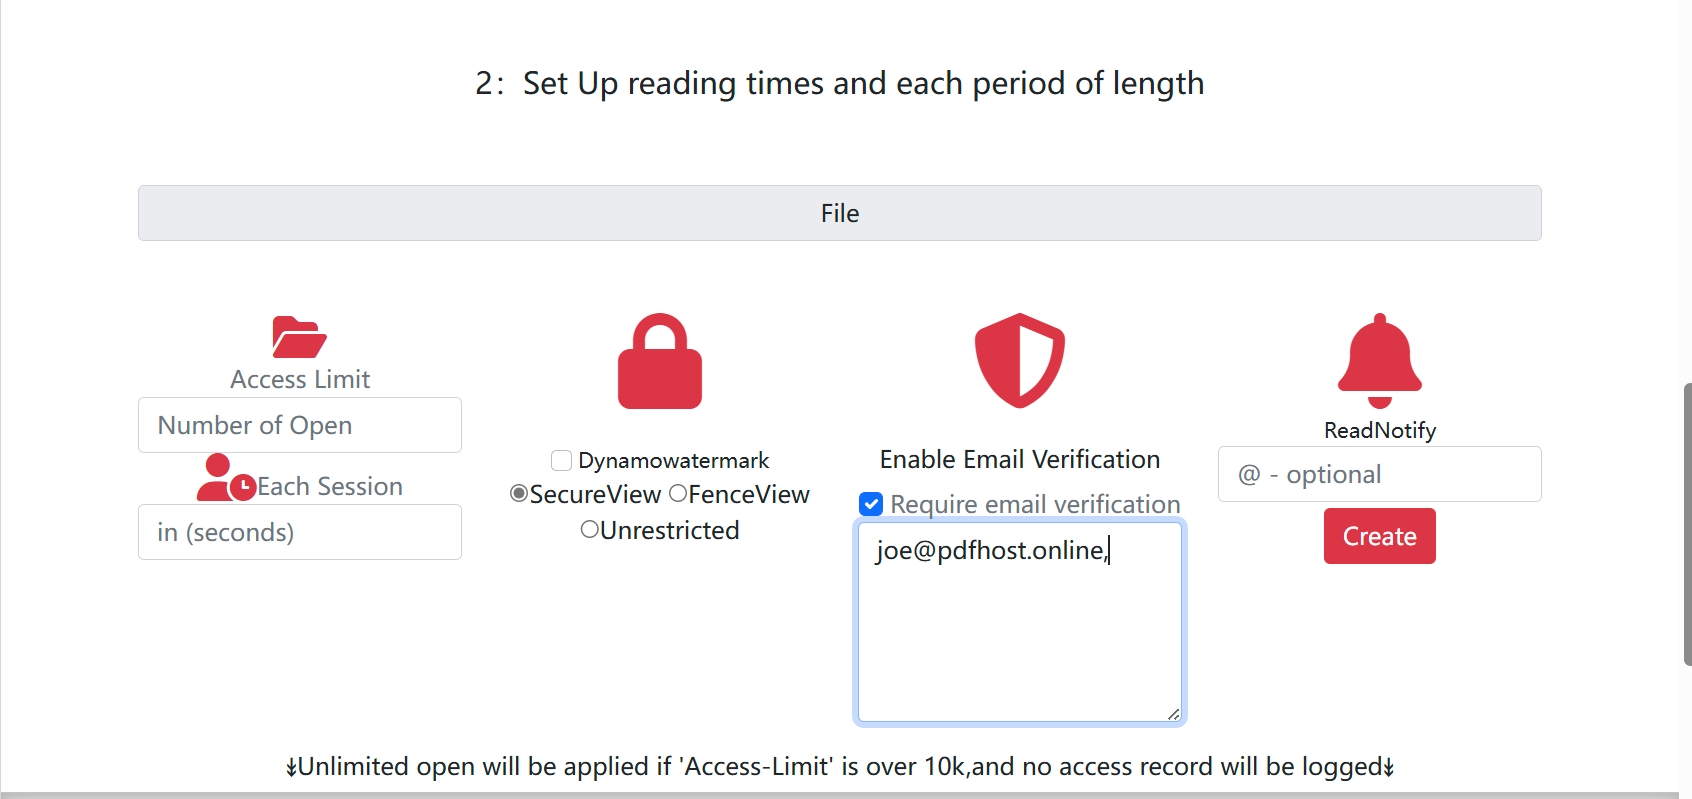 2: Set Up reading times and each period of length
File
Access Limit
Number of Open
Each Session
in (seconds)
Dynamowatermark
SecureView FenceView
Unrestricted
Enable Email Verification
Require email verification
joe@pdfhost.online,
ReadNotify
@ - optional
Create
↡Unlimited open will be applied if 'Access-Limit' is over 10k,and no access record will be logged↡